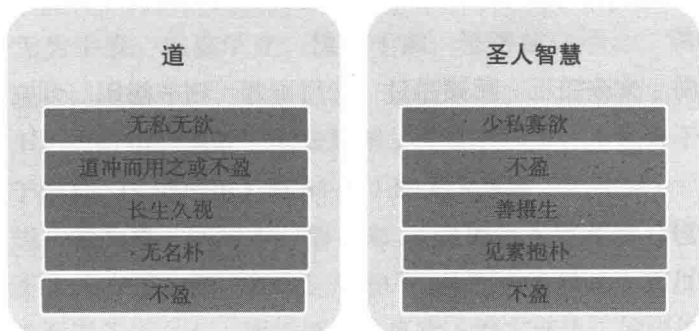 道
无私无欲
道冲而用之或不盈
长生久视
无名朴
不盈
圣人智慧
少私寡欲
不盈
善摄生
见素抱朴
不盈